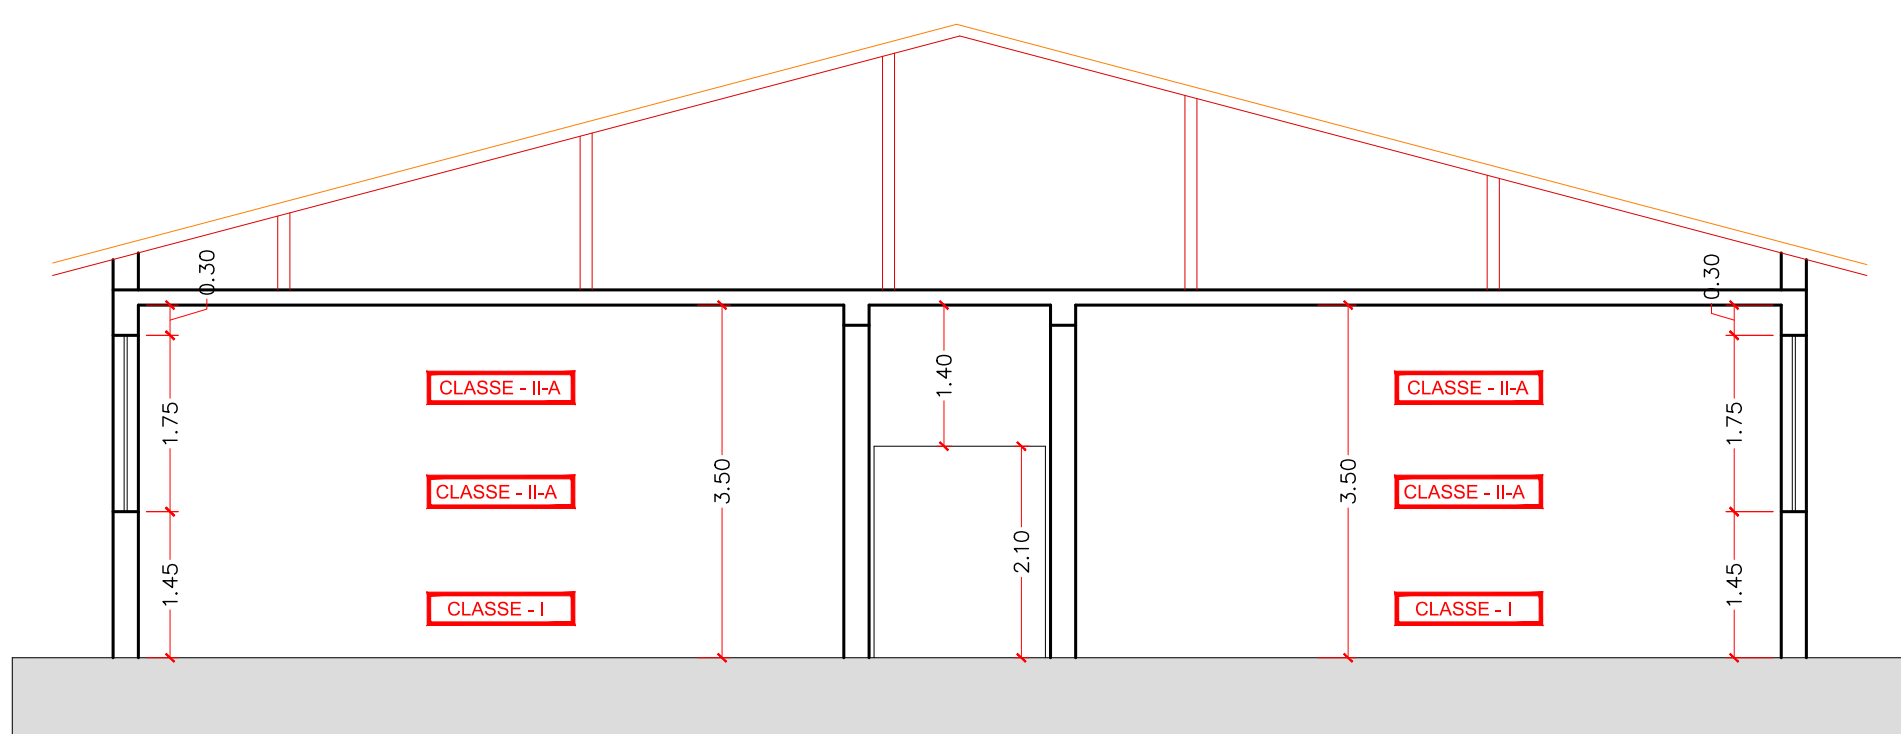 0.30
0.30
1.40
CLASSE - II-A
CLASSE - II-A
1.75
1.75
3.50
3.50
CLASSE - II-A
CLASSE - II-A
2.10
1.45
1.45
CLASSE - I
CLASSE - I